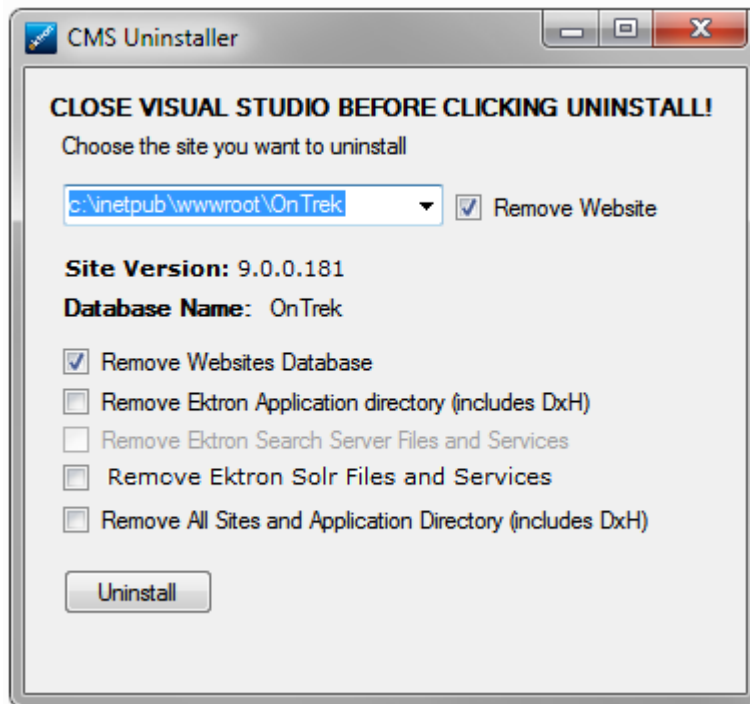 CMS Uninstaller
CLOSE VISUAL STUDIO BEFORE CLICKING UNINSTALL!
Choose the site you want to uninstall
c:\inetpub\wwwroot\OnTrek
Remove Website
Site Version: 9.0.0.181
Database Name: OnTrek
Remove Websites Database
Remove Ektron Application directory (includes DxH)
Remove Ektron Search Server Files and Services
Remove Ektron Solr Files and Services
Remove All Sites and Application Directory (includes DxH)
Uninstall